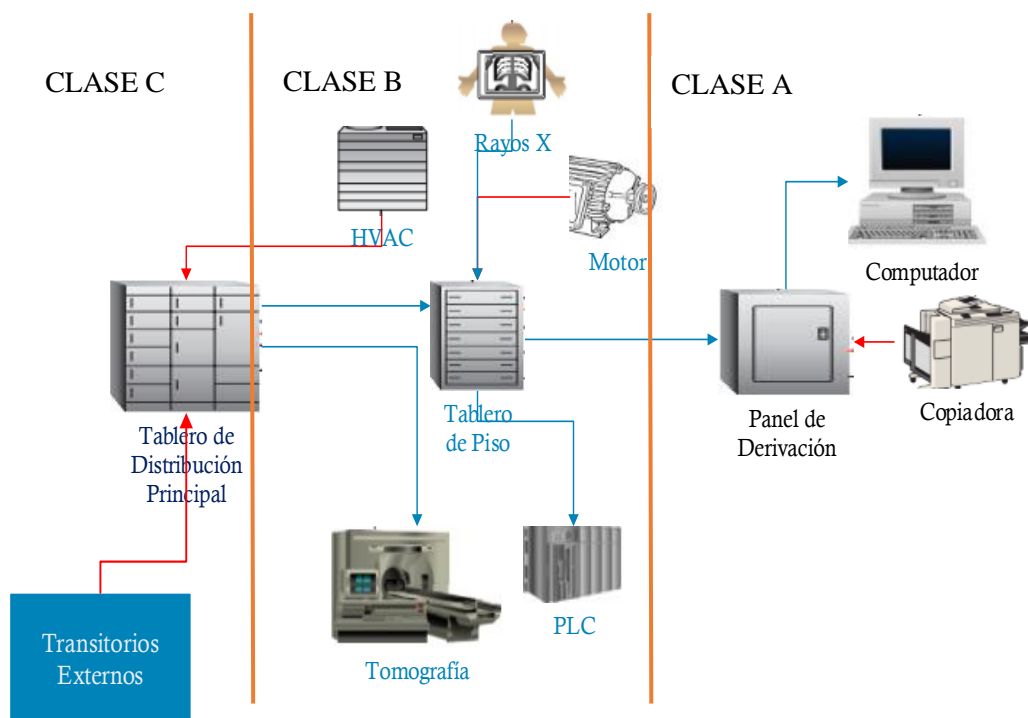 CLASE C
CLASE B
CLASE A
Rayos X
HVAC
Motor
Computador
Tablero de
Distribución
Principal
Tablero
de Piso
Panel de
Derivación
Copiadora
Transitorios
Externos
Tomografía
PLC